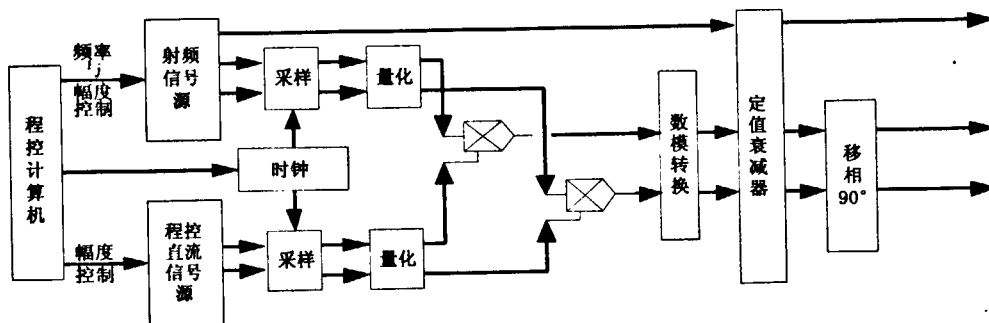 程控计算机
频率
幅度
控制
幅度
控制
射频
信号
源
程控
直流
信号
源
采样
量化
时钟
采样
量化
数模转换
定值衰减器
移相
90°